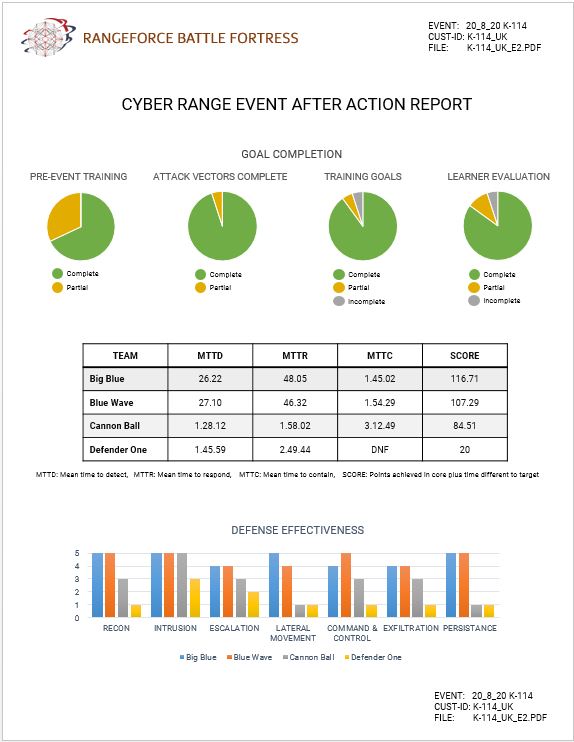 RANGEFORCE BATTLE FORTRESS
EVENT: 20_8_20 K-114
CUST-ID: K-114_UK
FILE: K-114_UK_E2.PDF
CYBER RANGE EVENT AFTER ACTION REPORT
GOAL COMPLETION
PRE-EVENT TRAINING ATTACK VECTORS COMPLETE TRAINING GOALS LEARNER EVALUATION
Complete Complete Complete Complete
Partial Partial Partial Partial
Incomplete Incomplete
TEAM MTTD MTTR MTTC SCORE
Big Blue 26.22 48.05 1.45.02 116.71
Blue Wave 27.10 46.32 1.54.29 107.29
Cannon Ball 1.28.12 1.58.02 3.12.49 84.51
Defender One 1.45.59 2.49.44 DNF 20
MTTD: Mean time to detect, MTTR: Mean time to respond, MTTC: Mean time to contain, SCORE: Points achieved in core plus time different to target
DEFENSE EFFECTIVENESS
5
4
3
2
1
0
RECON INTRUSION ESCALATION LATERAL COMMAND & EXFILTRATION PERSISTANCE
MOVEMENT CONTROL
Big Blue Blue Wave Cannon Ball Defender One
EVENT: 20_8_20 K-114
CUST-ID: K-114_UK
FILE: K-114_UK_E2.PDF